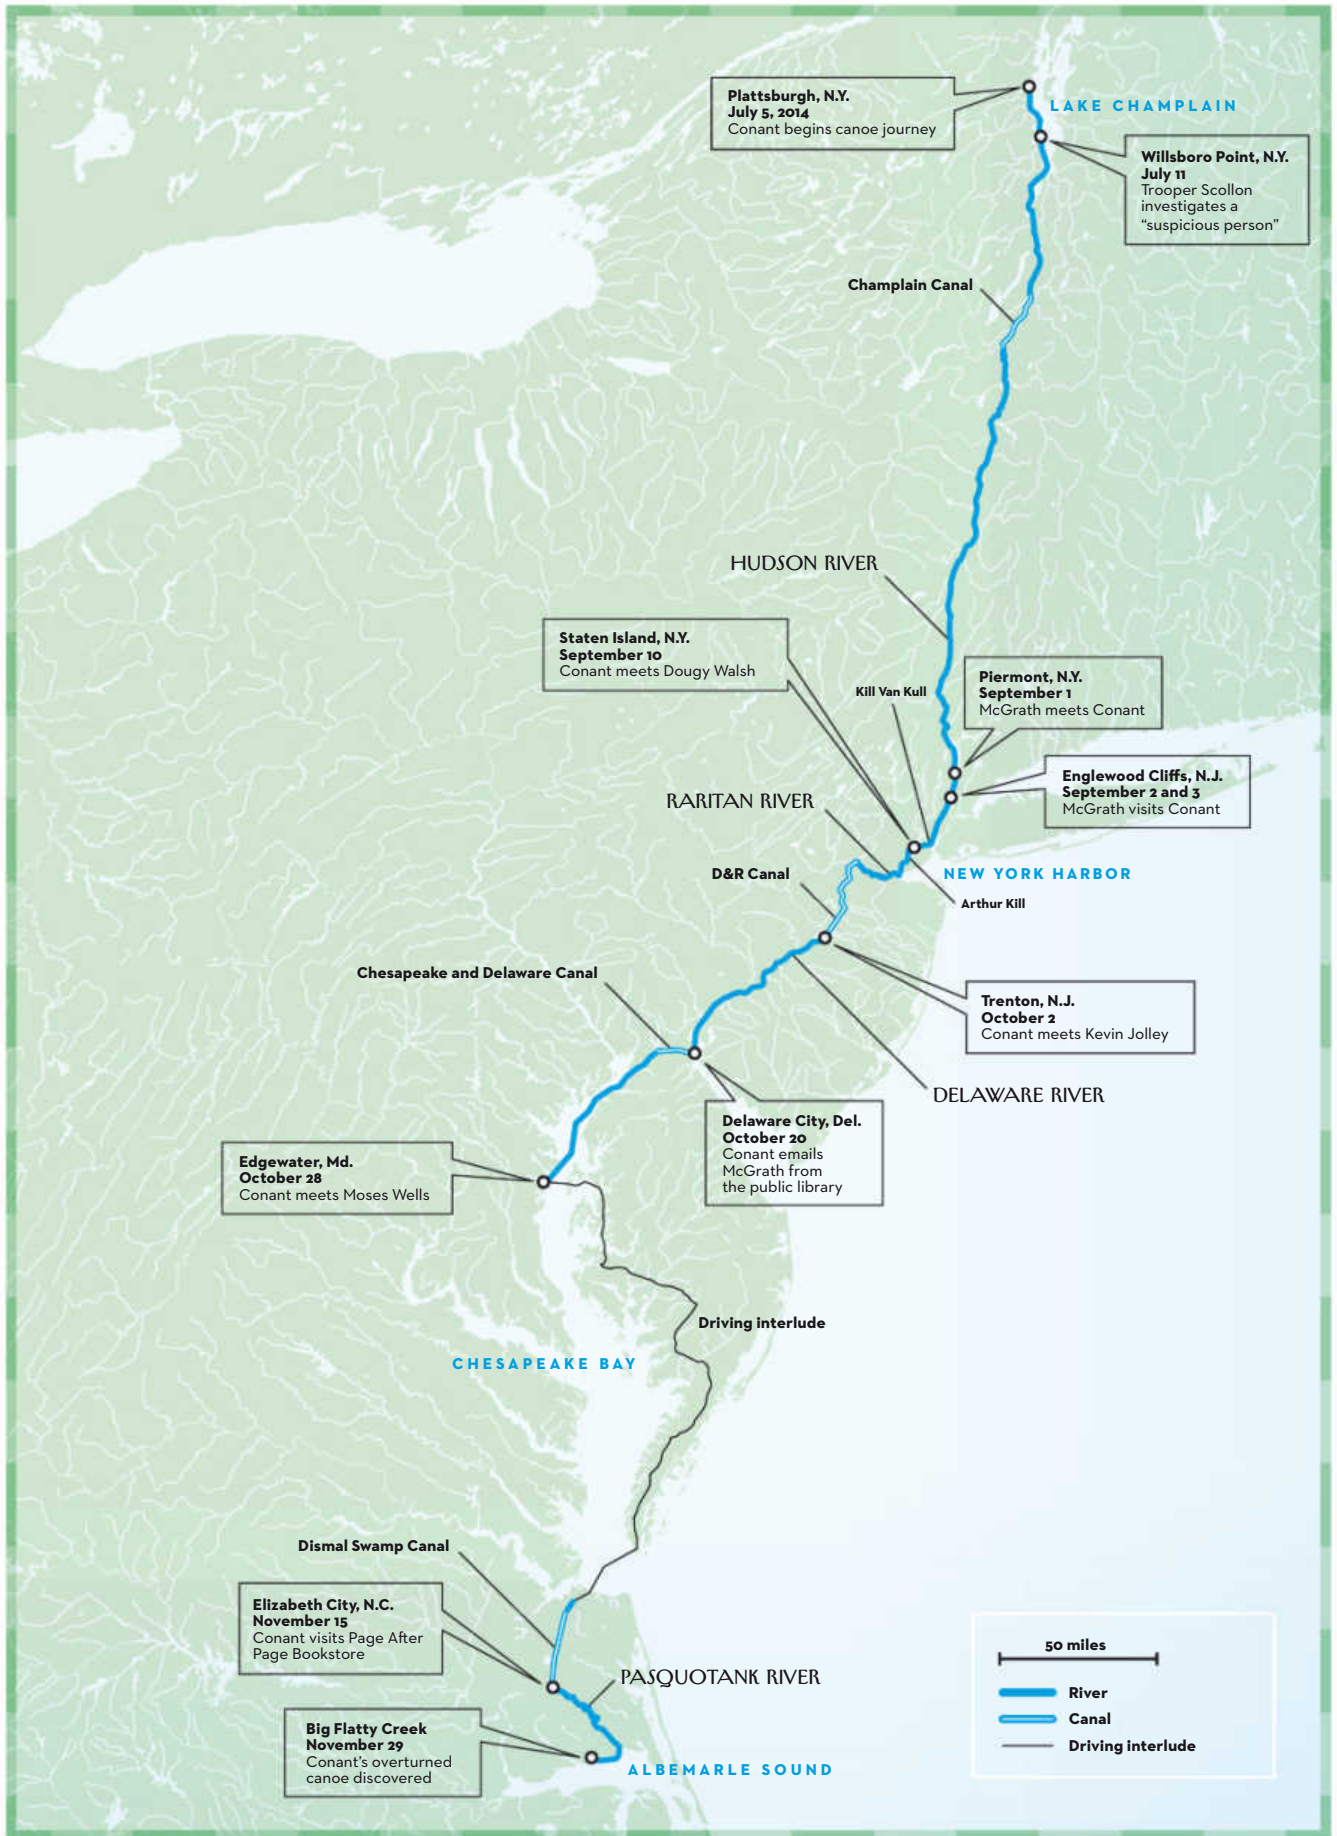 Plattsburgh, N.Y.
July 5, 2014
Conant begins canoe journey
LAKE CHAMPLAIN
Willsboro Point, N.Y.
July 11
Trooper Scollon
investigates a
“suspicious person”
Champlain Canal
HUDSON RIVER
Staten Island, N.Y.
September 10
Conant meets Dougy Walsh
Kill Van Kull
Piermont, N.Y.
September 1
McGrath meets Conant
Englewood Cliffs, N.J.
September 2 and 3
McGrath visits Conant
RARITAN RIVER
D&R Canal
NEW YORK HARBOR
Arthur Kill
Chesapeake and Delaware Canal
Trenton, N.J.
October 2
Conant meets Kevin Jolley
DELAWARE RIVER
Delaware City, Del.
October 20
Conant emails
McGrath from
the public library
Edgewater, Md.
October 28
Conant meets Moses Wells
Driving interlude
CHESAPEAKE BAY
Dismal Swamp Canal
Elizabeth City, N.C.
November 15
Conant visits Page After
Page Bookstore
PASQUOTANK RIVER
Big Flatty Creek
November 29
Conant’s overturned
canoe discovered
ALBEMARLE SOUND
50 miles
River
Canal
Driving interlude